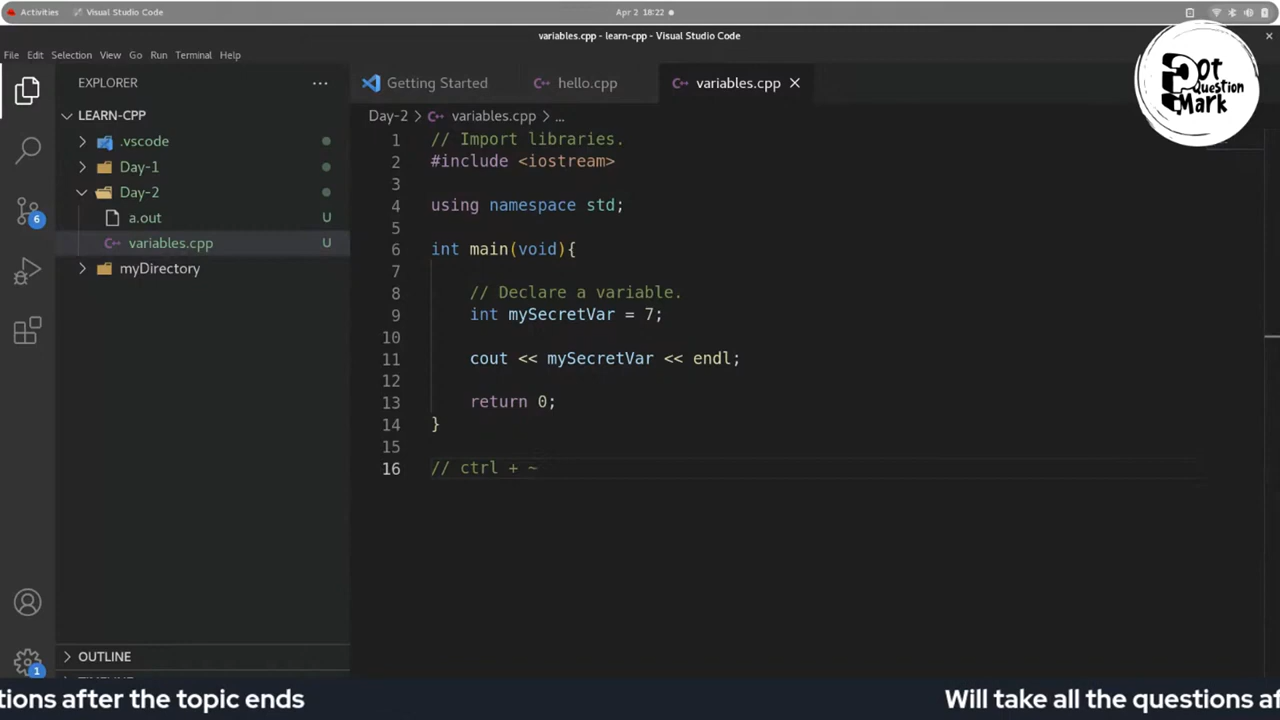 Activities Visual Studio Code Apr 2 18:22
variables.cpp - learn-cpp - Visual Studio Code
File Edit Selection View Go Run Terminal Help
EXPLORER
Getting Started hello.cpp variables.cpp
LEARN-CPP
Day-2 variables.cpp ...
.vscode
Day-1
Day-2
a.out U
variables.cpp U
myDirectory
6
1 // Import libraries.
2 #include <iostream>
3
4 using namespace std;
5
6 int main(void){
7
8 // Declare a variable.
9 int mySecretVar = 7;
10
11 cout << mySecretVar << endl;
12
13 return 0;
14 }
15
16 // ctrl + ~
OUTLINE
1
Dot
Question
Mark
tions after the topic ends Will take all the questions af